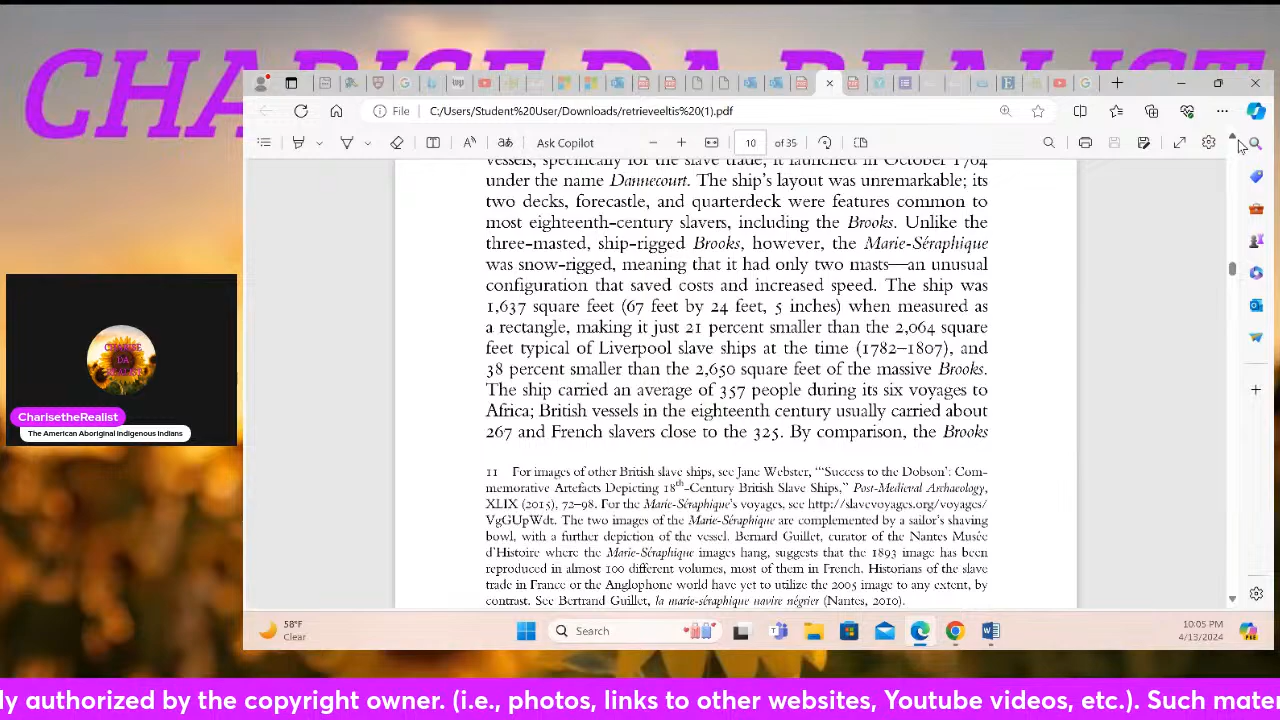 CHARISE DA REALIST
File
C:/Users/Student%20User/Downloads/retrieveeltis%20(1).pdf
Ask Copilot
10
of 35
vessels, specifically for the slave trade, it launched in October 1764
under the name Dannecourt. The ship’s layout was unremarkable; its
two decks, forecastle, and quarterdeck were features common to
most eighteenth-century slavers, including the Brooks. Unlike the
three-masted, ship-rigged Brooks, however, the Marie-Séraphique
was snow-rigged, meaning that it had only two masts—an unusual
configuration that saved costs and increased speed. The ship was
1,637 square feet (67 feet by 24 feet, 5 inches) when measured as
a rectangle, making it just 21 percent smaller than the 2,064 square
feet typical of Liverpool slave ships at the time (1782–1807), and
38 percent smaller than the 2,650 square feet of the massive Brooks.
The ship carried an average of 357 people during its six voyages to
Africa; British vessels in the eighteenth century usually carried about
267 and French slavers close to the 325. By comparison, the Brooks
11 For images of other British slave ships, see Jane Webster, “‘Success to the Dobson’: Com-
memorative Artefacts Depicting 18th-Century British Slave Ships,” Post-Medieval Archaeology,
XLIX (2015), 72–98. For the Marie-Séraphique’s voyages, see http://slavevoyages.org/voyages/
VgGUpWdt. The two images of the Marie-Séraphique are complemented by a sailor’s shaving
bowl, with a further depiction of the vessel. Bernard Guillet, curator of the Nantes Musée
d’Histoire where the Marie-Séraphique images hang, suggests that the 1893 image has been
reproduced in almost 100 different volumes, most of them in French. Historians of the slave
trade in France or the Anglophone world have yet to utilize the 2005 image to any extent, by
contrast. See Bertrand Guillet, la marie-séraphique navire négrier (Nantes, 2010).
CHARISE
DA
REALIST
CharisetheRealist
The American Aboriginal Indigenous Indians
58°F
Clear
Search
10:05 PM
4/13/2024
ly authorized by the copyright owner. (i.e., photos, links to other websites, Youtube videos, etc.). Such mate